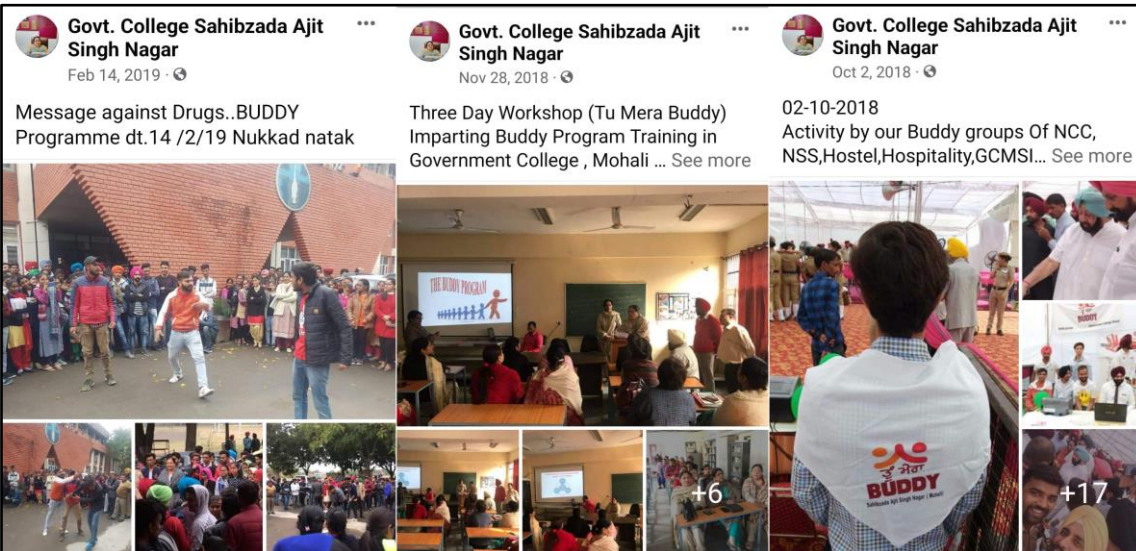 Govt. College Sahibzada Ajit
Singh Nagar
Feb 14, 2019
Message against Drugs..BUDDY
Programme dt.14 /2/19 Nukkad natak
Govt. College Sahibzada Ajit
Singh Nagar
Nov 28, 2018
Three Day Workshop (Tu Mera Buddy)
Imparting Buddy Program Training in
Government College , Mohali ... See more
THE BUDDY PROGRAM
+6
Govt. College Sahibzada Ajit
Singh Nagar
Oct 2, 2018
02-10-2018
Activity by our Buddy groups Of NCC,
NSS,Hostel,Hospitality,GCMSI... See more
ਤੂੰ ਮੇਰਾ
BUDDY
Sahibzada Ajit Singh Nagar ( Mohali )
BUDDY
+17